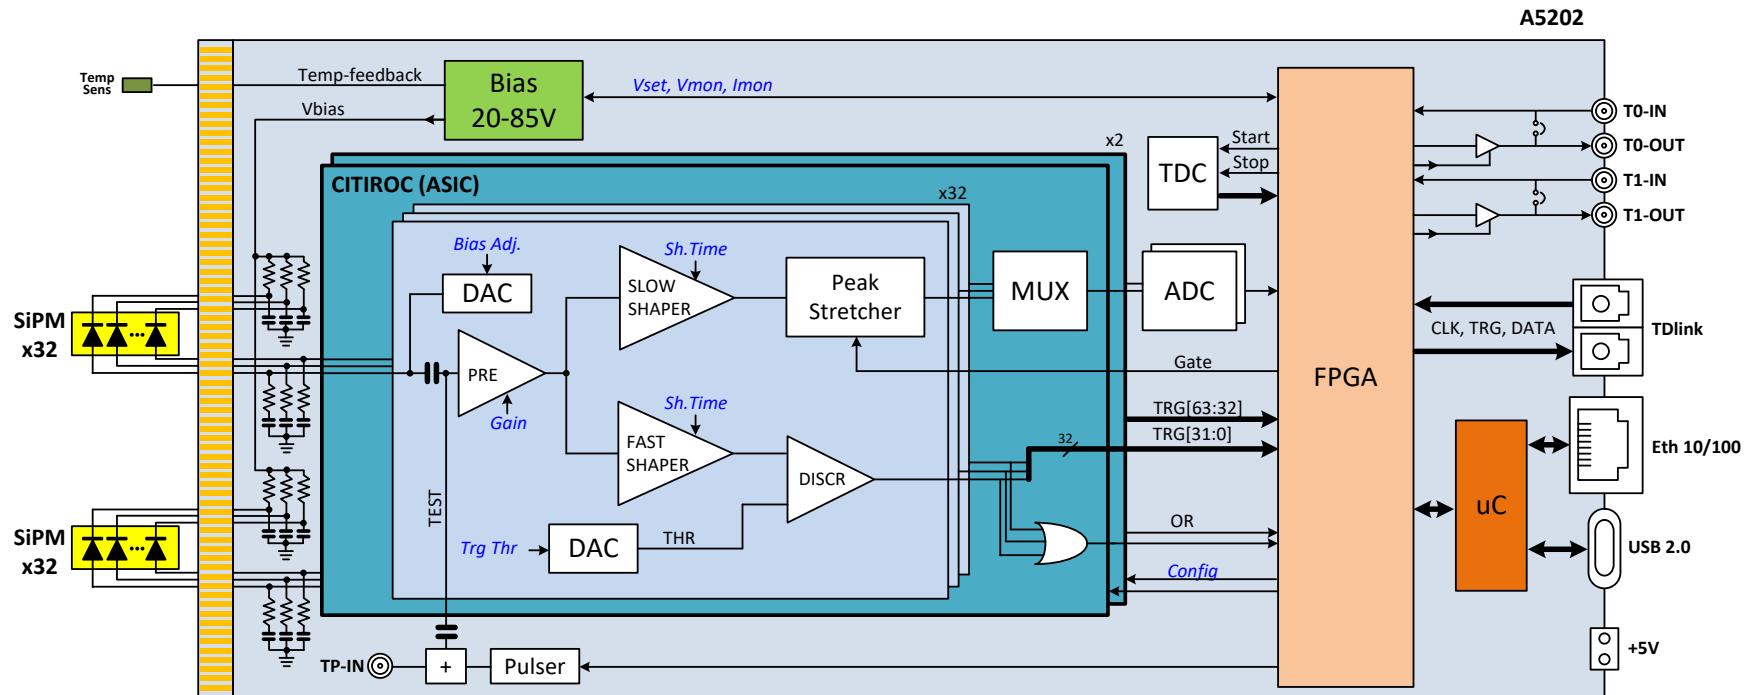 A5202
Temp
Sens
Temp-feedback
Vbias
Bias
20-85V
Vset, Vmon, Imon
x2
CITIROC (ASIC)
x32
Bias Adj.
DAC
Sh.Time
SLOW
SHAPER
Peak
Stretcher
MUX
ADC
TDC
Start
Stop
T0-IN
T0-OUT
T1-IN
T1-OUT
SiPM
x32
PRE
Gain
Gate
FPGA
CLK, TRG, DATA
TDlink
Sh.Time
FAST
SHAPER
DISCR
32
TRG[63:32]
TRG[31:0]
Eth 10/100
uC
TEST
SiPM
x32
Trg Thr
DAC
THR
OR
Config
USB 2.0
TP-IN
+
Pulser
+5V